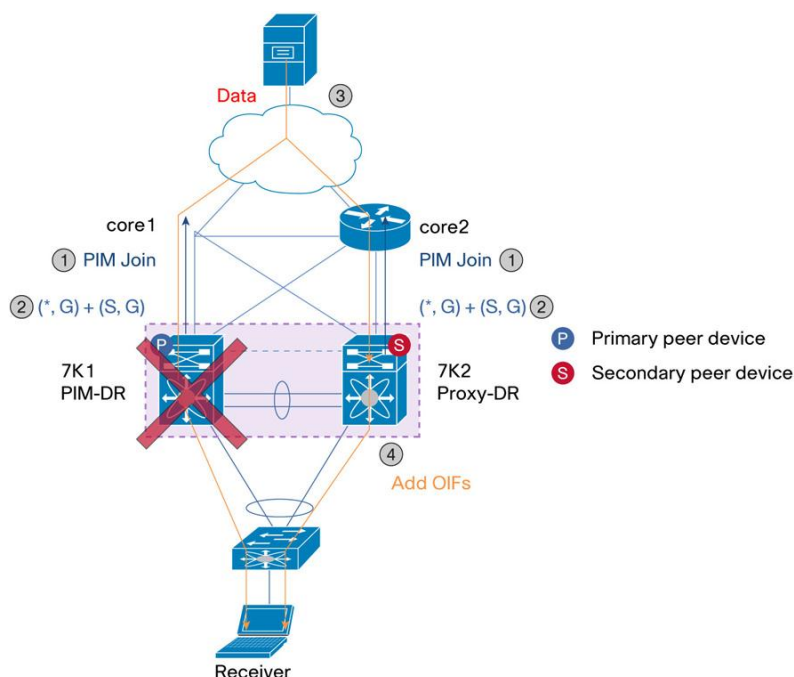 Data
3
core1
core2
1 PIM Join
PIM Join 1
2 (*, G) + (S, G)
(*, G) + (S, G) 2
P
S
7K1
PIM-DR
7K2
Proxy-DR
P Primary peer device
S Secondary peer device
4
Add OIFs
Receiver